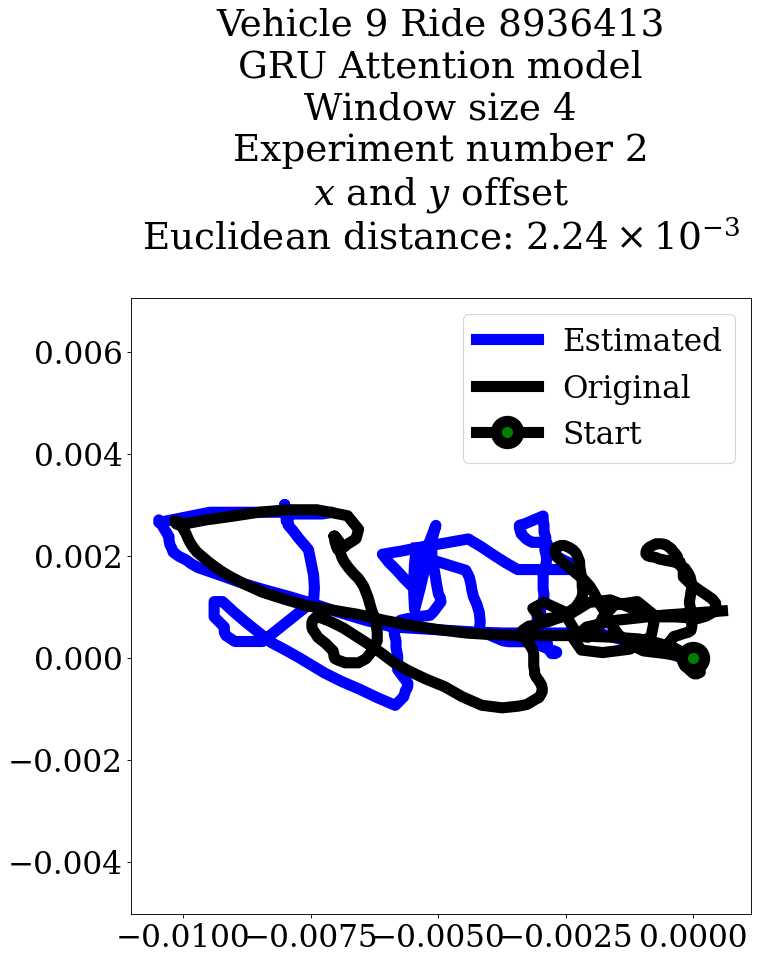 Vehicle 9 Ride 8936413
GRU Attention model
Window size 4
Experiment number 2
x and y offset
Euclidean distance: 2.24 × 10⁻³
Estimated
Original
Start
0.006
0.004
0.002
0.000
−0.002
−0.004
−0.0100 −0.0075 −0.0050 −0.0025 0.0000